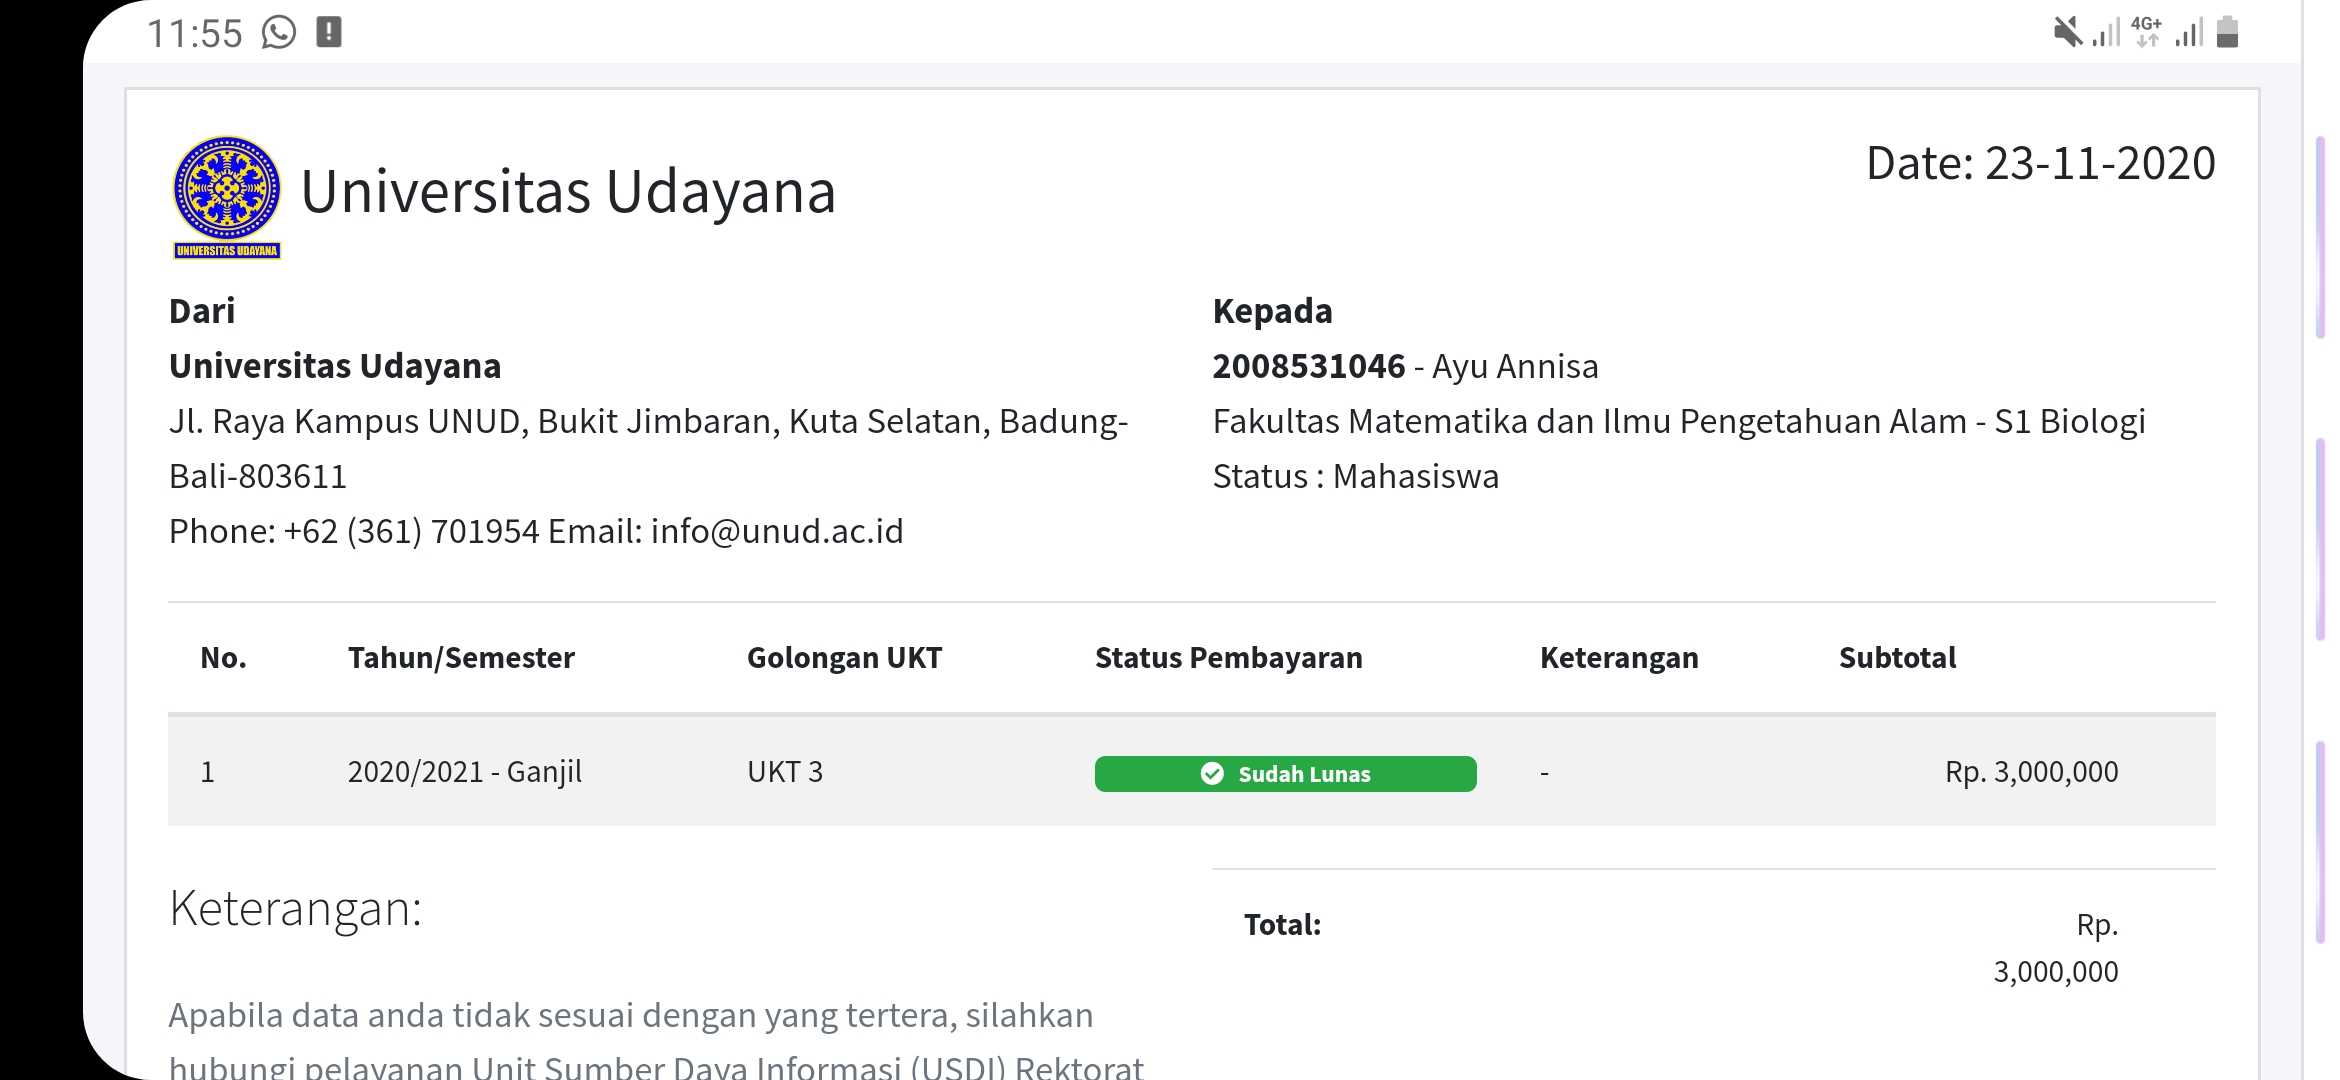 11:55
4G+
UNIVERSITAS UDAYANA
Universitas Udayana
Date: 23-11-2020
Dari
Universitas Udayana
Jl. Raya Kampus UNUD, Bukit Jimbaran, Kuta Selatan, Badung-
Bali-803611
Phone: +62 (361) 701954 Email: info@unud.ac.id
Kepada
2008531046 - Ayu Annisa
Fakultas Matematika dan Ilmu Pengetahuan Alam - S1 Biologi
Status : Mahasiswa
No. Tahun/Semester Golongan UKT Status Pembayaran Keterangan Subtotal
1 2020/2021 - Ganjil UKT 3 Sudah Lunas - Rp. 3,000,000
Total: Rp.
3,000,000
Keterangan:
Apabila data anda tidak sesuai dengan yang tertera, silahkan
hubungi pelayanan Unit Sumber Daya Informasi (USDI) Rektorat